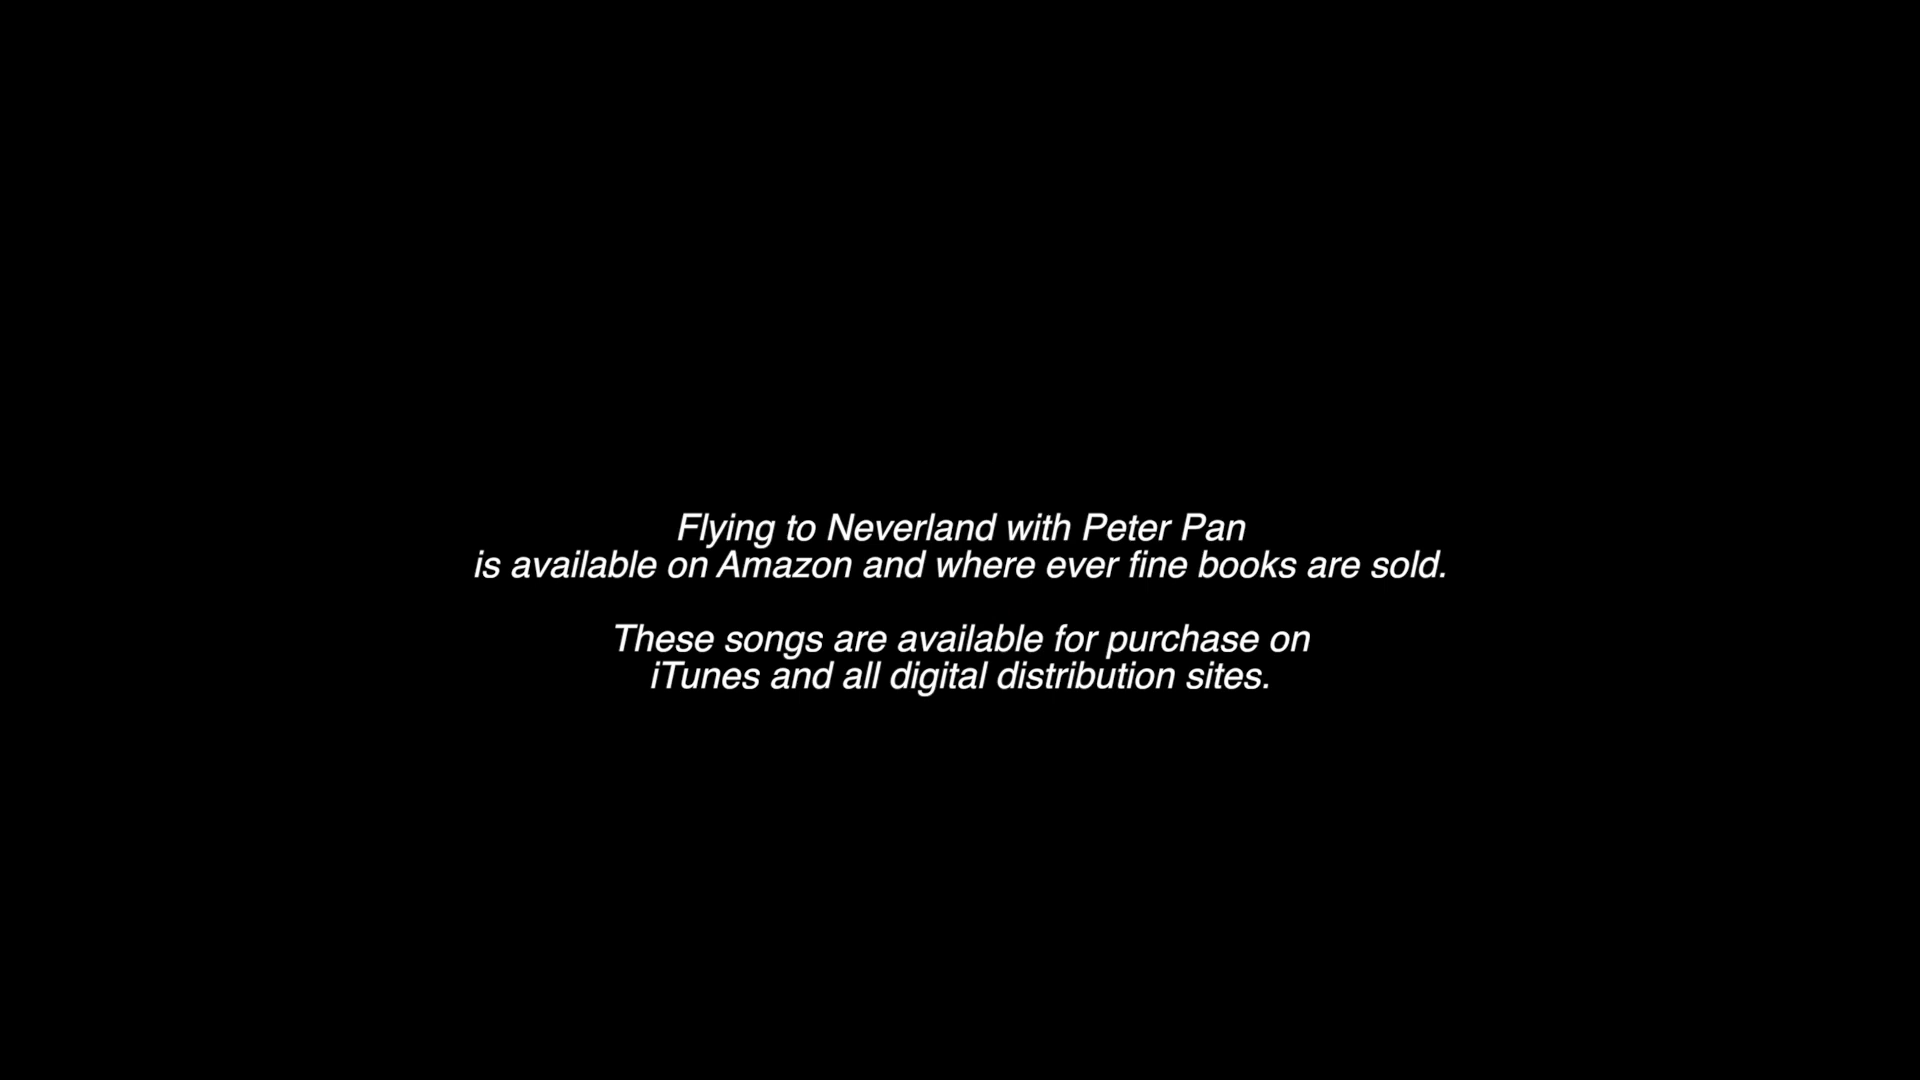 Flying to Neverland with Peter Pan
is available on Amazon and where ever fine books are sold.
These songs are available for purchase on
iTunes and all digital distribution sites.